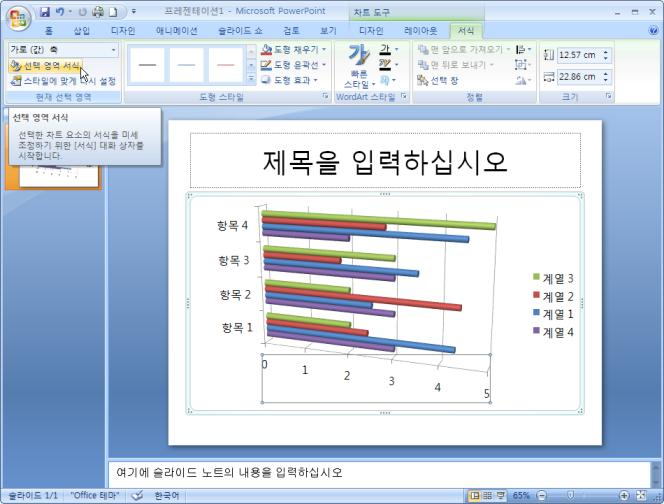 프레젠테이션1 - Microsoft PowerPoint
차트 도구
홈 삽입 디자인 애니메이션 슬라이드 쇼 검토 보기 디자인 레이아웃 서식
가로 (값) 축
선택 영역 서식
스타일에 맞게 다시 설정
현재 선택 영역
도형 채우기
도형 윤곽선
도형 효과
도형 스타일
빠른
스타일
WordArt 스타일
맨 앞으로 가져오기
맨 뒤로 보내기
선택 창
정렬
12.57 cm
22.86 cm
크기
선택 영역 서식
선택한 차트 요소의 서식을 미세
조정하기 위한 [서식] 대화 상자를
시작합니다.
제목을 입력하십시오
항목 4
항목 3
항목 2
항목 1
0 1 2 3 4 5
계열 3
계열 2
계열 1
계열 4
여기에 슬라이드 노트의 내용을 입력하십시오
슬라이드 1/1 "Office 테마" 한국어 65%